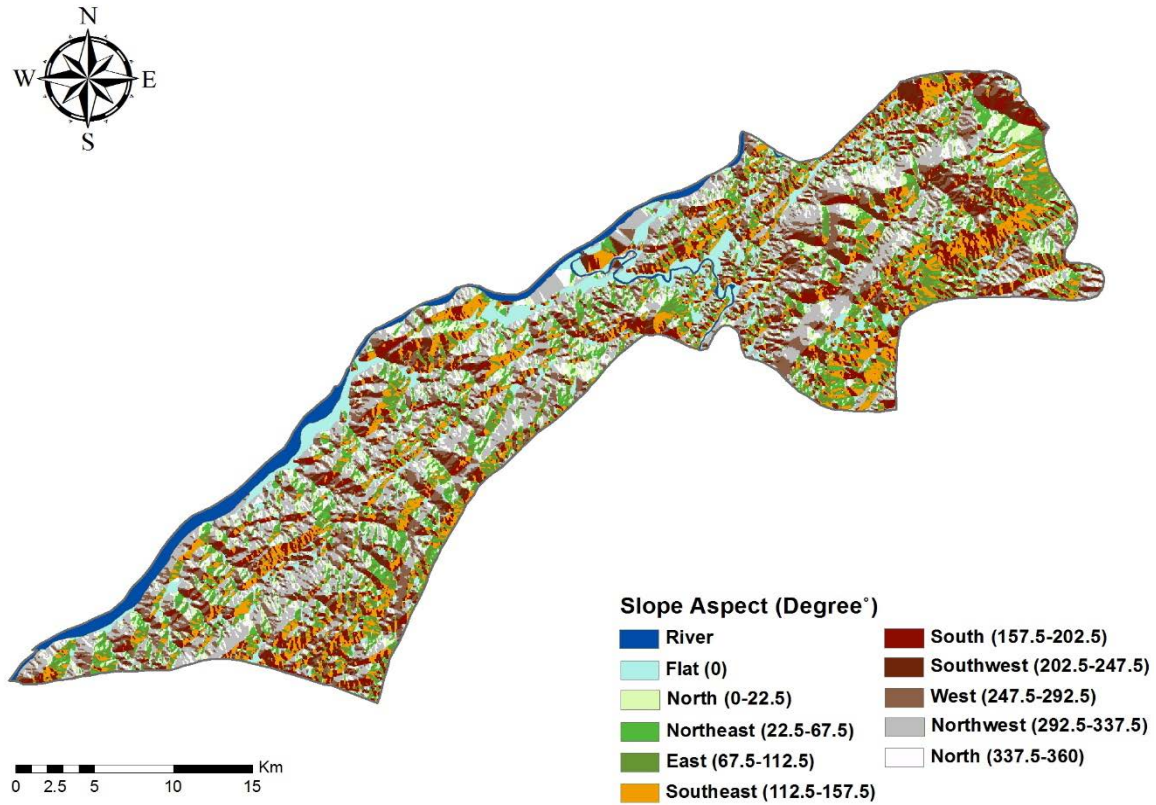 N
W E
S
Slope Aspect (Degree°)
River
Flat (0)
North (0-22.5)
Northeast (22.5-67.5)
East (67.5-112.5)
Southeast (112.5-157.5)
South (157.5-202.5)
Southwest (202.5-247.5)
West (247.5-292.5)
Northwest (292.5-337.5)
North (337.5-360)
Km
0 2.5 5 10 15